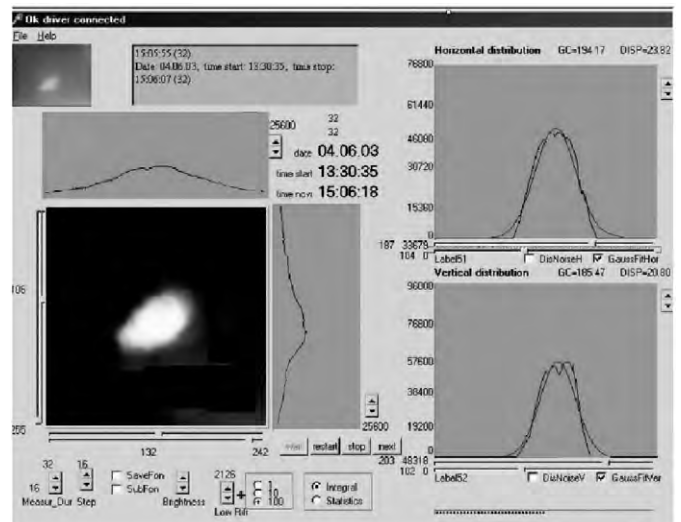 Ok driver connected
File Help
15:05:55 (32)
Date: 04.06.03, time start: 13:30:35, time stop:
15:06:07 (32)
25600 32
32
date 04.06.03
time start 13:30:35
time now 15:06:18
106
255
132 242
25600
restart stop next
32 16
16
Measur_Dur Step
SaveFon
SubFon
Brightness
2126
+
1
10
100
Integral
Statistics
Horizontal distribution GC=194.17 DISP=23.82
76800
61440
46080
30720
15360
0
187 33678
104 0
Label51 DisNoiseH GaussFitHor
Vertical distribution GC=185.47 DISP=20.80
96000
76800
57600
38400
19200
0
203 48318
102 0
Label52 DisNoiseV GaussFitVer